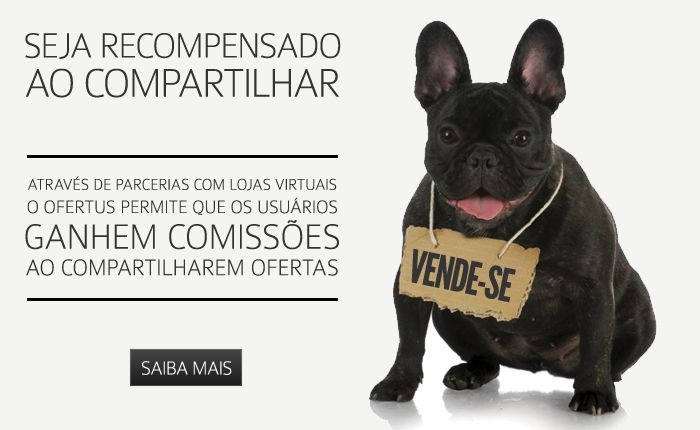 SEJA RECOMPENSADO
AO COMPARTILHAR
ATRAVÉS DE PARCERIAS COM LOJAS VIRTUAIS
O OFERTUS PERMITE QUE OS USUÁRIOS
GANHEM COMISSÕES
AO COMPARTILHAREM OFERTAS
SAIBA MAIS
VENDE-SE